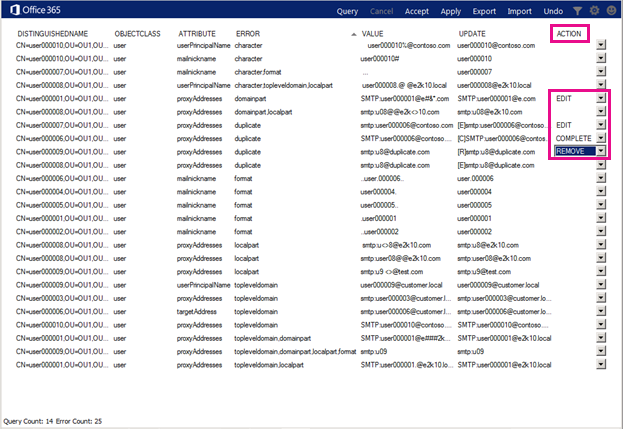 Office 365 Query Cancel Accept Apply Export Import Undo
DISTINGUISHEDNAME OBJECTCLASS ATTRIBUTE ERROR VALUE UPDATE ACTION
CN=user000010,OU=OU1,OU... user userPrincipalName character user000010%@contoso.com user000010@contoso.com
CN=user000010,OU=OU1,OU... user mailnickname character user000010# user000010
CN=user000007,OU=OU1,OU... user mailnickname character,format ... user000007
CN=user000008,OU=OU1,OU... user userPrincipalName character,topleveldomain,localpart user000008.@ @e2k10.local user000008@e2k10.local
CN=user000001,OU=OU1,OU... user proxyAddresses domainpart SMTP:user000001@e#&*.com SMTP:user000001@e.com EDIT
CN=user000008,OU=OU1,OU... user proxyAddresses domainpart,localpart smtp:u08@@e2k<>10.com smtp:u08@e2k10.com
CN=user000007,OU=OU1,OU... user proxyAddresses duplicate smtp:user000006@contoso.com [E]smtp:user000006@contoso... EDIT
CN=user000006,OU=OU1,OU... user proxyAddresses duplicate SMTP:user000006@contoso.... [C]SMTP:user000006@contos... COMPLETE
CN=user000009,OU=OU1,OU... user proxyAddresses duplicate smtp:u8@duplicate.com [R]smtp:u8@duplicate.com REMOVE
CN=user000008,OU=OU1,OU... user proxyAddresses duplicate smtp:u8@duplicate.com [E]smtp:u8@duplicate.com
CN=user000006,OU=OU1,OU... user mailnickname format ..user.000006.. user.000006
CN=user000004,OU=OU1,OU... user mailnickname format user000004. user000004
CN=user000005,OU=OU1,OU... user mailnickname format user000005. user000005
CN=user000001,OU=OU1,OU... user mailnickname format .user000001 user000001
CN=user000002,OU=OU1,OU... user mailnickname format ..user000002 user000002
CN=user000008,OU=OU1,OU... user proxyAddresses localpart smtp:u<>8@e2k10.com smtp:u8@e2k10.com
CN=user000008,OU=OU1,OU... user proxyAddresses localpart smtp:user08@@e2k10.com smtp:user08@e2k10.com
CN=user000009,OU=OU1,OU... user proxyAddresses localpart smtp:u9 <>@test.com smtp:u9@test.com
CN=user000009,OU=OU1,OU... user userPrincipalName topleveldomain user000009@customer.local user000009@customer.local
CN=user000003,OU=OU1,OU... user proxyAddresses topleveldomain smtp:user000003@customer.l... smtp:user000003@customer.lo...
CN=user000006,OU=OU1,OU... user targetAddress topleveldomain smtp:user000006@customer.l... smtp:user000006@customer.lo...
CN=user000010,OU=OU1,OU... user proxyAddresses topleveldomain SMTP:user000010@contoso.... SMTP:user000010@contoso....
CN=user000001,OU=OU1,OU... user proxyAddresses topleveldomain,domainpart SMTP:user000001@e###2k... SMTP:user000001@e2k10.local
CN=user000009,OU=OU1,OU... user proxyAddresses topleveldomain,domainpart,localpart,format smtp:u09 smtp:u09
CN=user000001,OU=OU1,OU... user proxyAddresses topleveldomain,localpart SMTP:user000001.@e2k10.local SMTP:user000001@e2k10.local
Query Count: 14 Error Count: 25